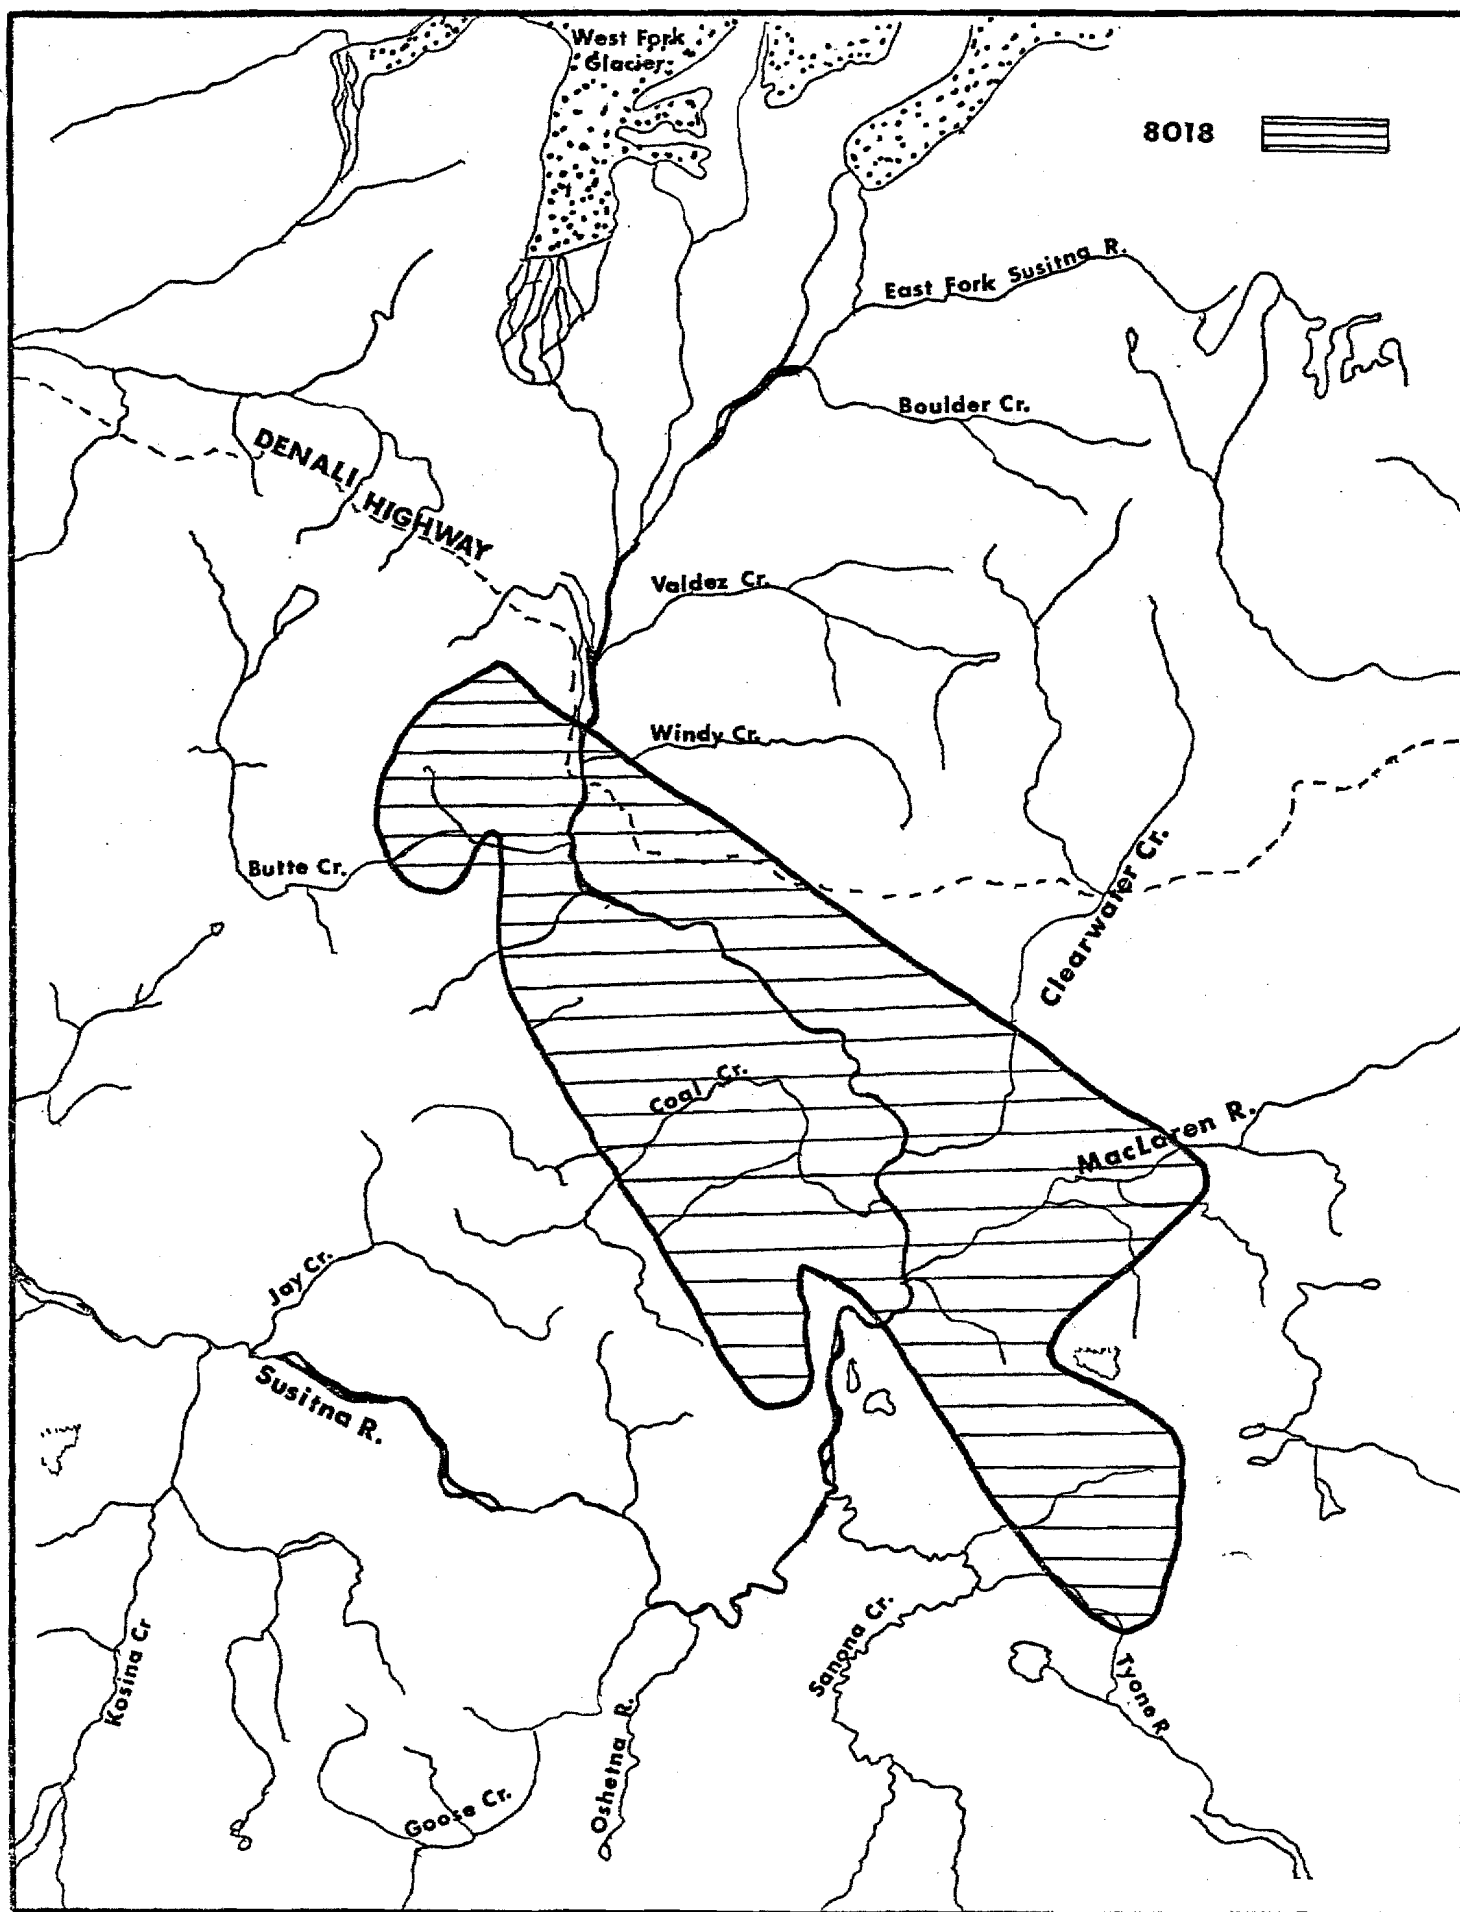 West Fork
Glacier
8018
East Fork Susitna R.
Boulder Cr.
DENALI HIGHWAY
Valdez Cr.
Windy Cr.
Butte Cr.
Clearwater Cr.
Coal Cr.
MacLaren R.
Jay Cr.
Susitna R.
Kosina Cr
Sanona Cr.
Tyone R
Oshetna R.
Goose Cr.